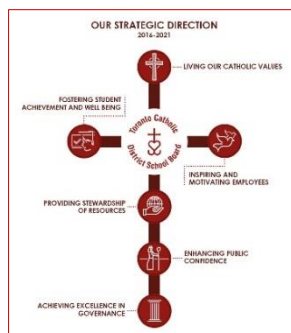 OUR STRATEGIC DIRECTION
2016-2021
LIVING OUR CATHOLIC VALUES
FOSTERING STUDENT
ACHIEVEMENT AND WELL BEING
Toronto Catholic
District School Board
INSPIRING AND
MOTIVATING EMPLOYEES
PROVIDING STEWARDSHIP
OF RESOURCES
ENHANCING PUBLIC
CONFIDENCE
ACHIEVING EXCELLENCE IN
GOVERNANCE